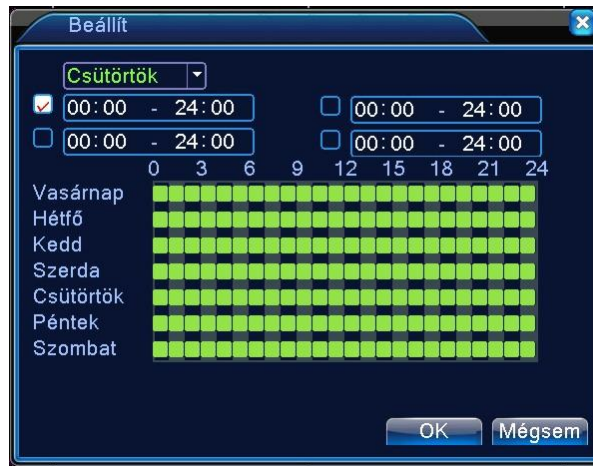 Beállít
Csütörtök
00:00 - 24:00 00:00 - 24:00
00:00 - 24:00 00:00 - 24:00
0 3 6 9 12 15 18 21 24
Vasárnap
Hétfő
Kedd
Szerda
Csütörtök
Péntek
Szombat
OK Mégsem